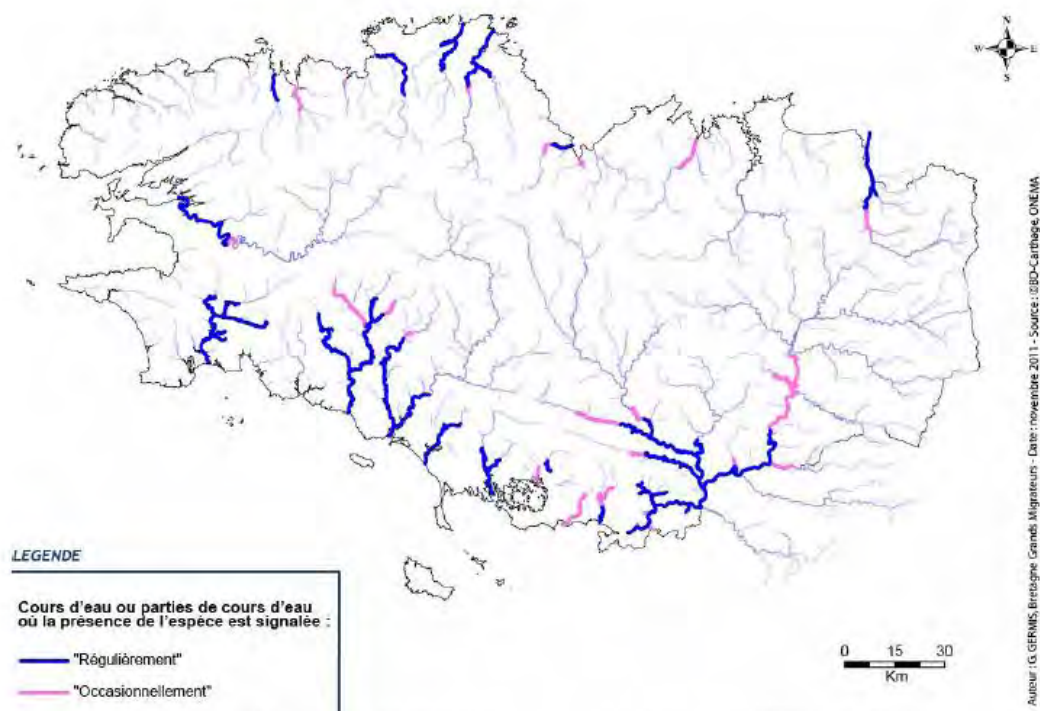 N
W E
S
LEGENDE
Cours d'eau ou parties de cours d'eau
où la présence de l'espèce est signalée :
"Régulièrement"
"Occasionnellement"
0 15 30
Km
Auteur : G. GERMIS, Bretagne Grands Migrateurs - Date : novembre 2011 - Source : ©BD-Carthage, ONEMA